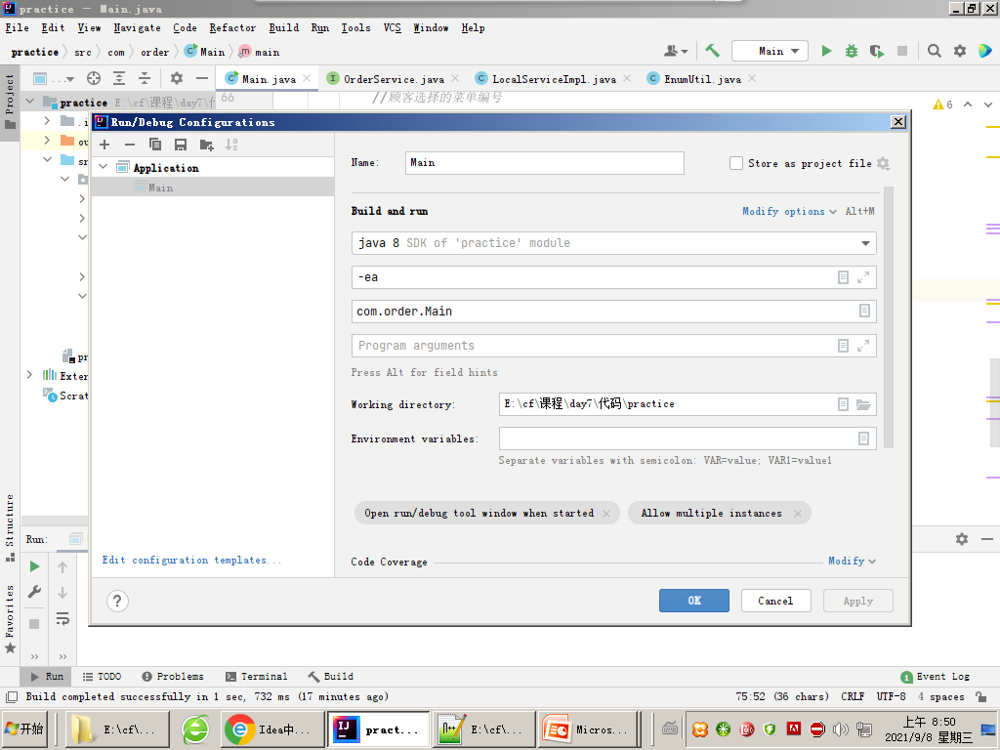 practice — Main.java
File Edit View Navigate Code Refactor Build Run Tools VCS Window Help
practice src com order Main main
Main
Main.java OrderService.java LocalServiceImpl.java EnumUtil.java
Project
practice E:\cf\课程\day7\
66
//顾客选择的菜单编号
6
Run/Debug Configurations
Application
Main
Edit configuration templates...
Name: Main
Store as project file
Build and run
Modify options Alt+M
java 8 SDK of 'practice' module
-ea
com.order.Main
Program arguments
Press Alt for field hints
Working directory: E:\cf\课程\day7\代码\practice
Environment variables:
Separate variables with semicolon: VAR=value; VAR1=value1
Open run/debug tool window when started
Allow multiple instances
Code Coverage
Modify
?
OK Cancel Apply
.i
ou
sr
pr
Exter
Scrat
Structure
Favorites
Run:
Run TODO Problems Terminal Build
1 Event Log
Build completed successfully in 1 sec, 732 ms (17 minutes ago)
75:52 (36 chars) CRLF UTF-8 4 spaces
开始
E:\cf\...
Idea中...
pract...
E:\cf\...
Micros...
上午 8:50
2021/9/8 星期三